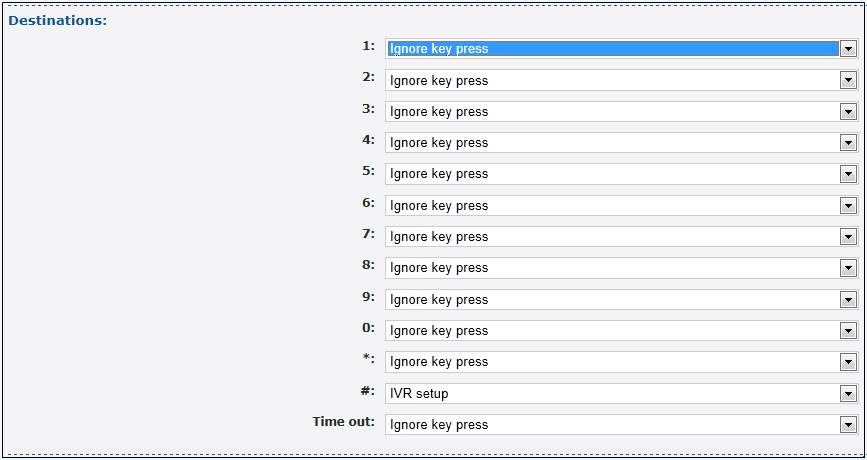 Destinations:
1: Ignore key press
2: Ignore key press
3: Ignore key press
4: Ignore key press
5: Ignore key press
6: Ignore key press
7: Ignore key press
8: Ignore key press
9: Ignore key press
0: Ignore key press
*: Ignore key press
#: IVR setup
Time out: Ignore key press